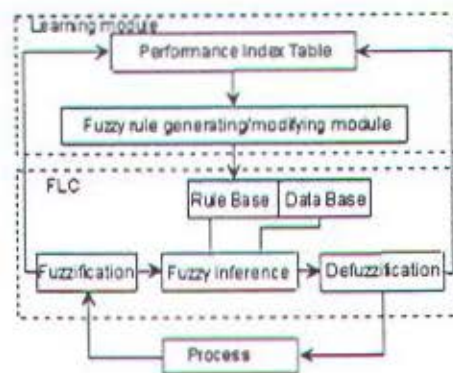 Learning module
Performance Index Table
Fuzzy rule generating/modifying module
FLC
Rule Base Data Base
Fuzzification Fuzzy inference Defuzzification
Process